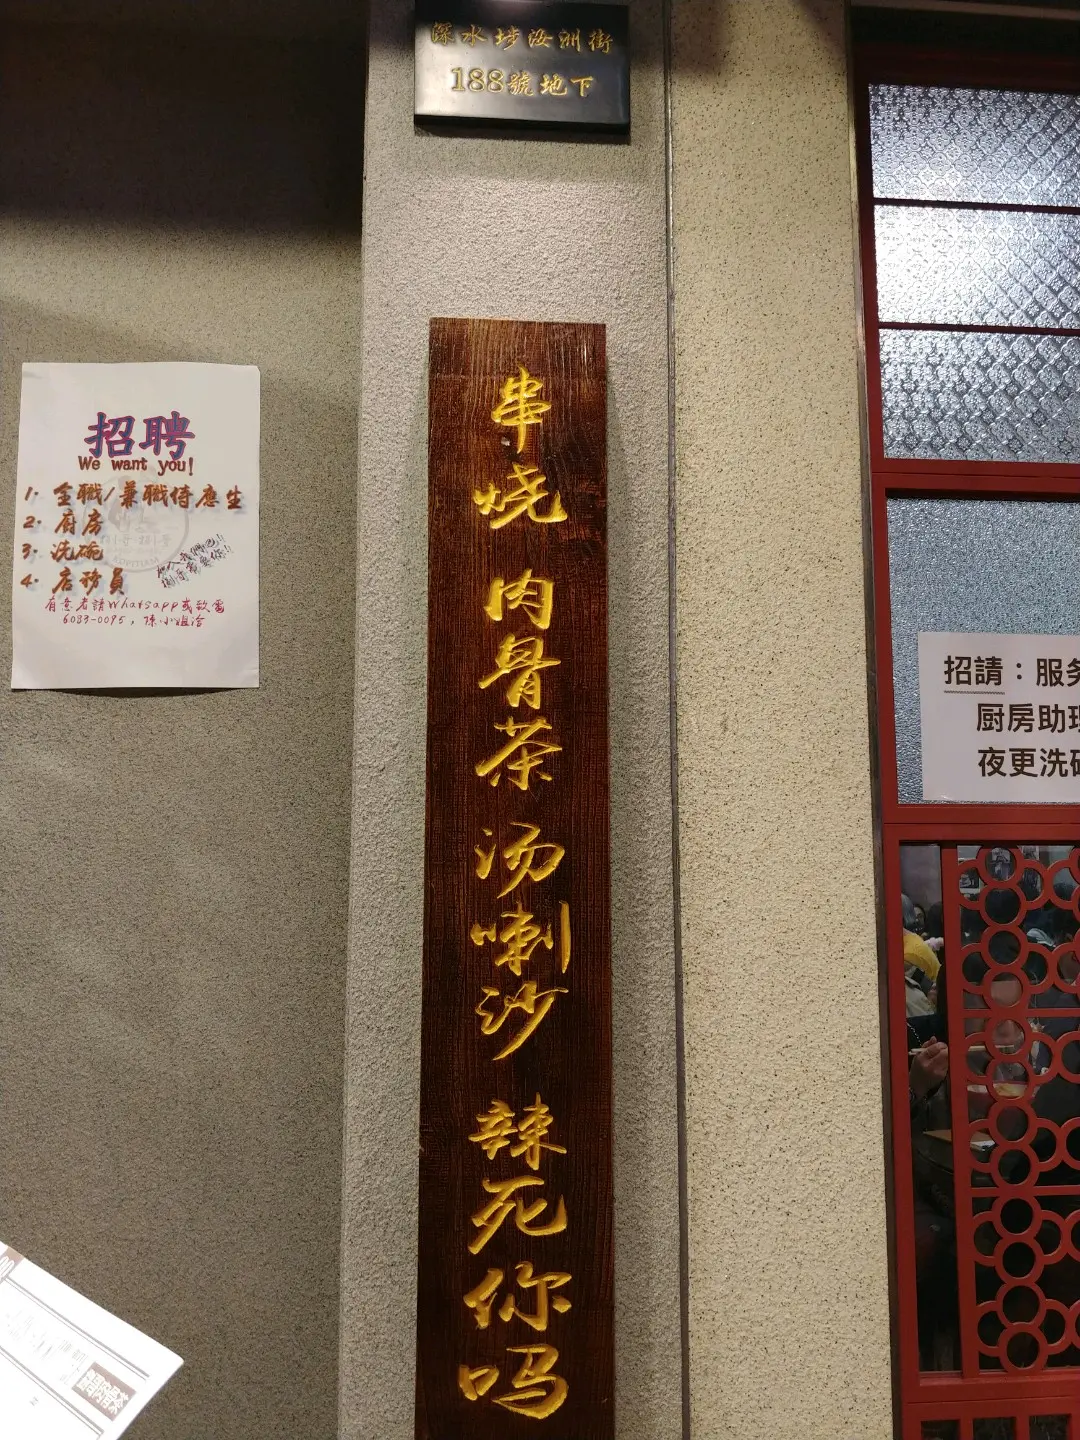 深水埗汝洲街
188號地下
招聘
We want you!
1. 全職/兼職侍應生
2. 廚房
3. 洗碗
4. 店務員
有意者請Whatsapp或致電
6083-0095, 陳小姐洽
串烧 肉骨茶 汤喇沙 辣死你吗
招請：服务
厨房助理
夜更洗碗